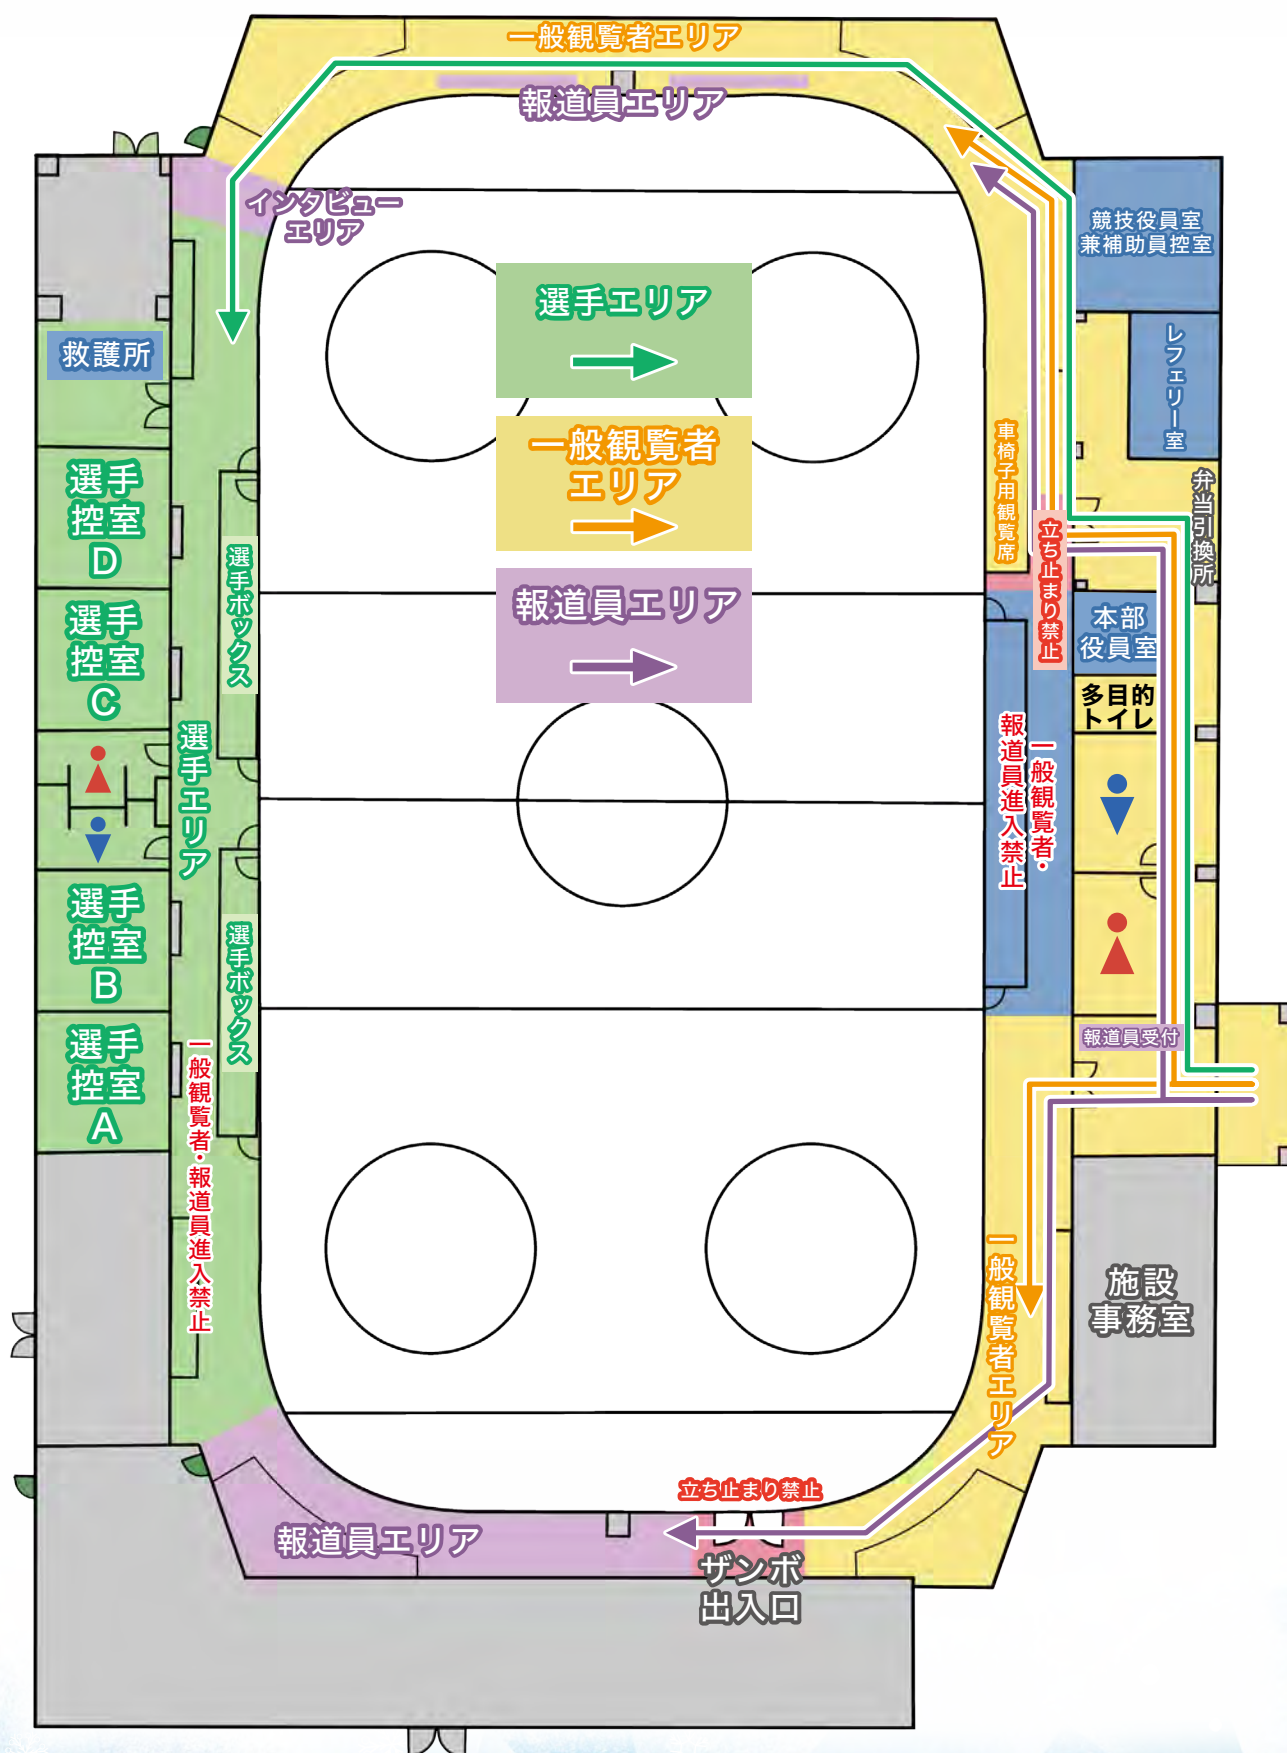 一般観覧者エリア
報道員エリア
インタビュー
エリア
競技役員室
兼補助員控室
選手エリア
救護所
レフェリー室
一般観覧者
エリア
車椅子用観覧席
選手
控室
D
弁当引換所
立ち止まり禁止
選手ボックス
報道員エリア
選手
控室
C
本部
役員室
多目的
トイレ
一般観覧者・
報道員進入禁止
選手エリア
選手
控室
B
選手ボックス
選手
控室
A
報道員受付
一般観覧者・報道員進入禁止
一般観覧者エリア
施設
事務室
立ち止まり禁止
報道員エリア
ザンボ
出入口